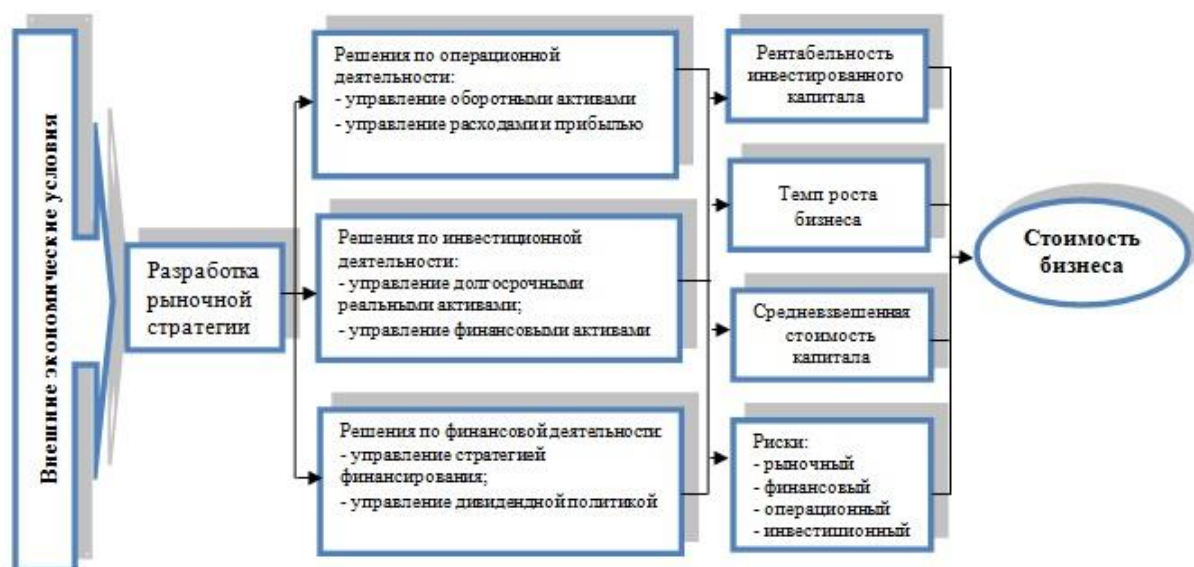 Внешние экономические условия
Разработка
рыночной
стратегии
Решения по операционной
деятельности:
- управление оборотными активами
- управление расходами и прибылью
Решения по инвестиционной
деятельности:
- управление долгосрочными
реальными активами;
- управление финансовыми активами
Решения по финансовой деятельности:
- управление стратегией
финансирования;
- управление дивидендной политикой
Рентабельность
инвестированного
капитала
Темп роста
бизнеса
Средневзвешенная
стоимость
капитала
Риски:
- рыночный
- финансовый
- операционный
- инвестиционный
Стоимость
бизнеса